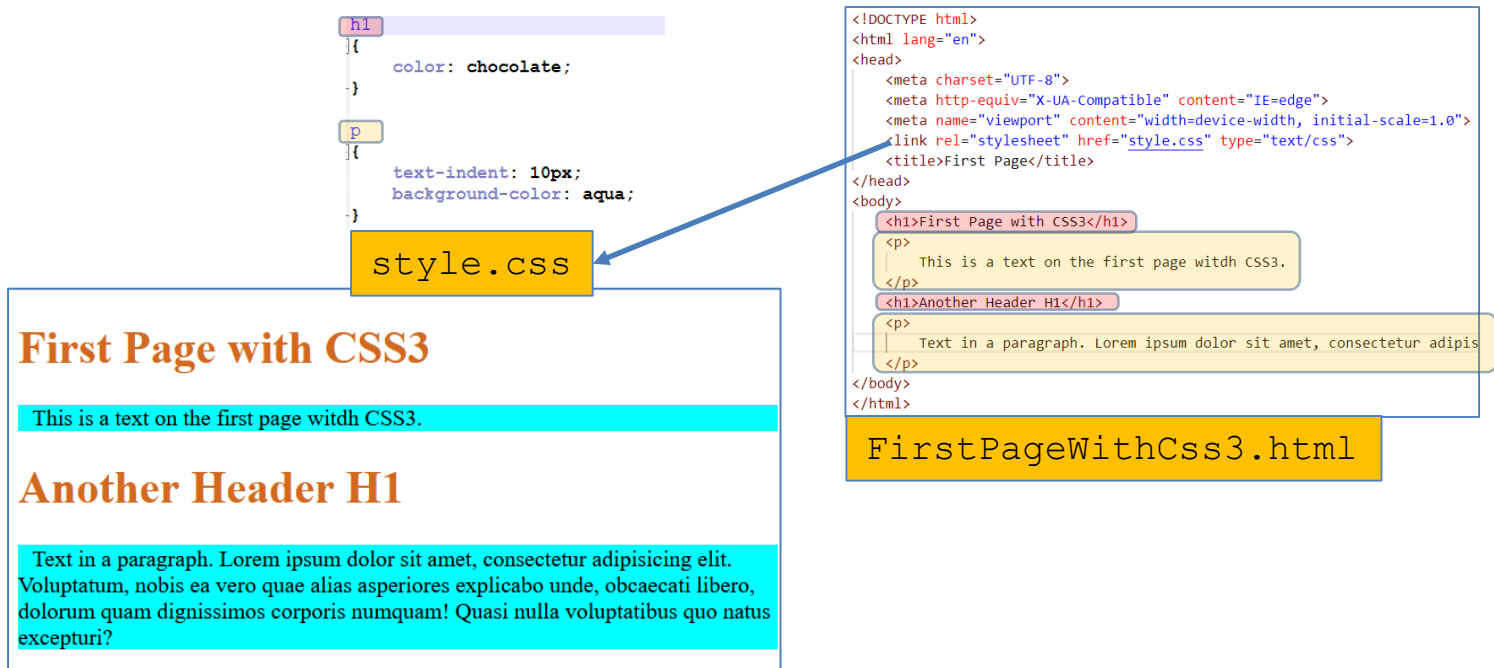 h1
{
color: chocolate;
}
p
{
text-indent: 10px;
background-color: aqua;
}
style.css
<!DOCTYPE html>
<html lang="en">
<head>
<meta charset="UTF-8">
<meta http-equiv="X-UA-Compatible" content="IE=edge">
<meta name="viewport" content="width=device-width, initial-scale=1.0">
<link rel="stylesheet" href="style.css" type="text/css">
<title>First Page</title>
</head>
<body>
<h1>First Page with CSS3</h1>
<p>
This is a text on the first page witdh CSS3.
</p>
<h1>Another Header H1</h1>
<p>
Text in a paragraph. Lorem ipsum dolor sit amet, consectetur adipis
</p>
</body>
</html>
FirstPageWithCss3.html
First Page with CSS3
This is a text on the first page witdh CSS3.
Another Header H1
Text in a paragraph. Lorem ipsum dolor sit amet, consectetur adipisicing elit.
Voluptatum, nobis ea vero quae alias asperiores explicabo unde, obcaecati libero,
dolorum quam dignissimos corporis numquam! Quasi nulla voluptatibus quo natus
excepturi?